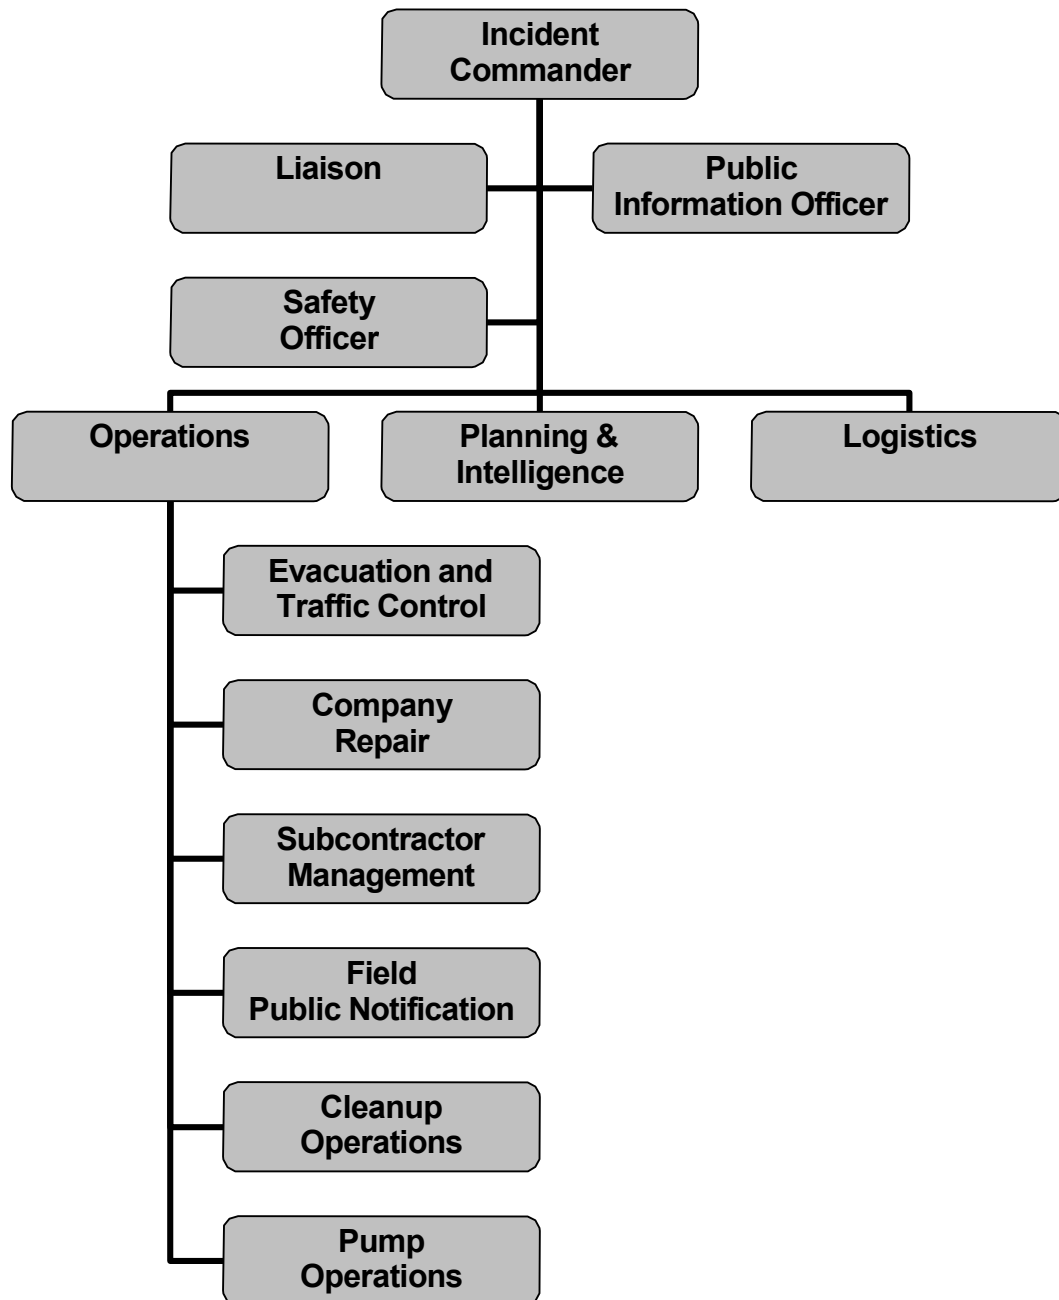 Incident
Commander
Liaison
Public
Information Officer
Safety
Officer
Operations
Planning &
Intelligence
Logistics
Evacuation and
Traffic Control
Company
Repair
Subcontractor
Management
Field
Public Notification
Cleanup
Operations
Pump
Operations